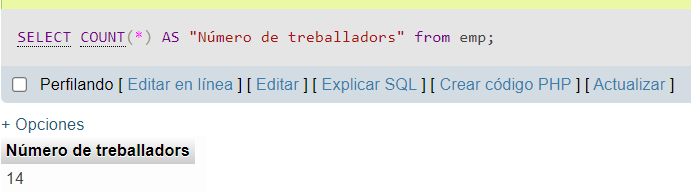 SELECT COUNT(*) AS "Número de treballadors" from emp;
Perfilando [ Editar en línea ] [ Editar ] [ Explicar SQL ] [ Crear código PHP ] [ Actualizar ]
+ Opciones
Número de treballadors
14